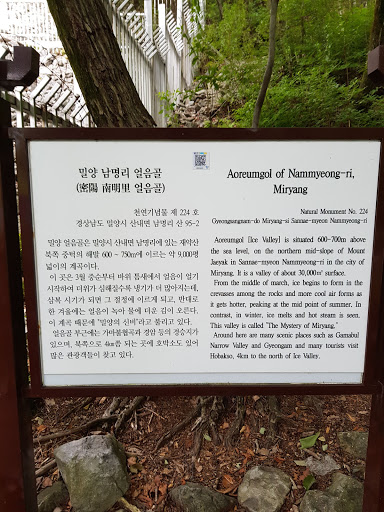 밀양 남명리 얼음골
(密陽 南明里 얼음골)
천연기념물 제 224 호
경상남도 밀양시 산내면 남명리 산 95-2
밀양 얼음골은 밀양시 산내면 남명리에 있는 재약산
북쪽 중턱의 해발 600 ~ 750m에 이르는 약 9,000평
넓이의 계곡이다.
이 곳은 3월 중순부터 바위 틈새에서 얼음이 얼기
시작하여 더위가 심해질수록 냉기가 더 많아지는데,
삼복 시기가 되면 그 절정에 이르게 되고, 반대로
한 겨울에는 얼음이 녹아 물에 더운 김이 오른다.
이 계곡 때문에 "밀양의 신비"라고 불리고 있다.
얼음골 부근에는 가마볼협곡과 경암 등의 경승지가
있으며, 북쪽으로 4km쯤 되는 곳에 호박소도 있어
많은 관광객들이 찾고 있다.
Aoreumgol of Nammyeong-ri,
Miryang
Natural Monument No. 224
Gyeongsangnam-do Miryang-si Sannae-myeon Nammyeong-ri
Aoreumgol [Ice Valley] is situated 600~700m above
the sea level, on the northern mid-slope of Mount
Jaeyak in Sannae-myeon Nammyeong-ri in the city of
Miryang. It is a valley of about 30,000㎡ surface.
From the middle of march, ice begins to form in the
crevasses among the rocks and more cool air forms as
it gets hotter, peaking at the mid point of summer. In
contrast, in winter, ice melts and hot steam is seen.
This valley is called "The Mystery of Miryang."
Around here are many scenic places such as Gamabul
Narrow Valley and Gyeongam and many tourists visit
Hobakso, 4km to the north of Ice Valley.